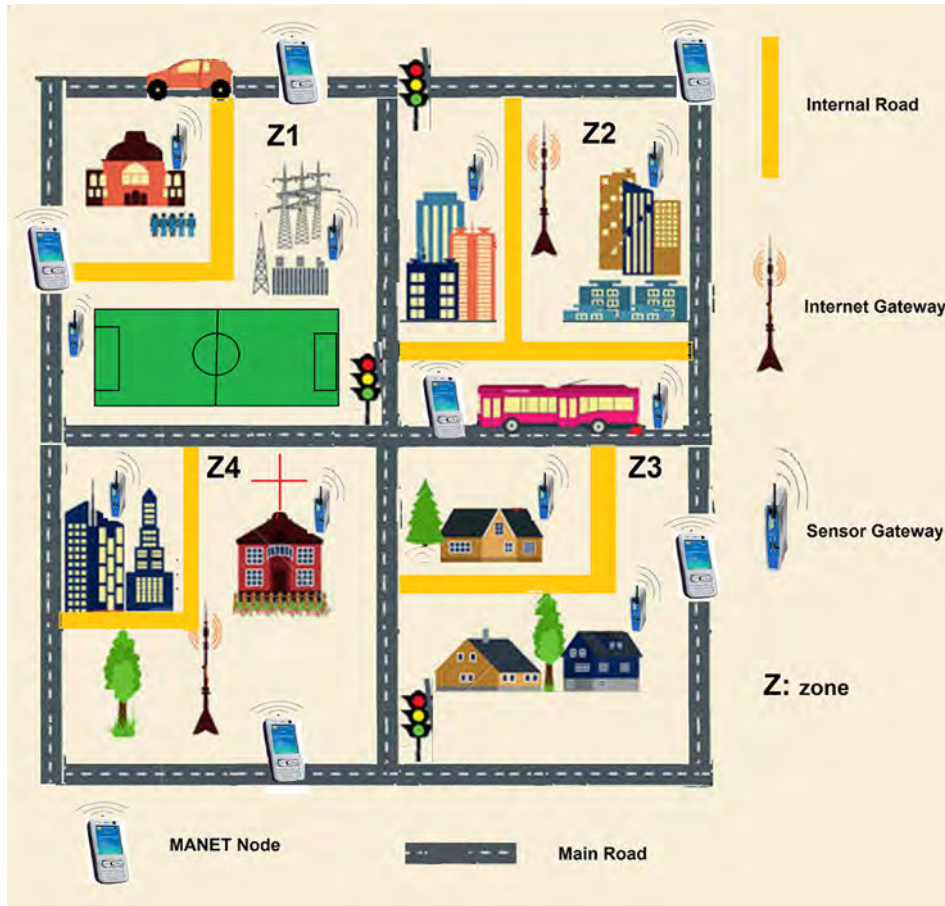 Z1
Z2
Internal Road
Internet Gateway
Z4
Z3
Sensor Gateway
Z: zone
MANET Node
Main Road